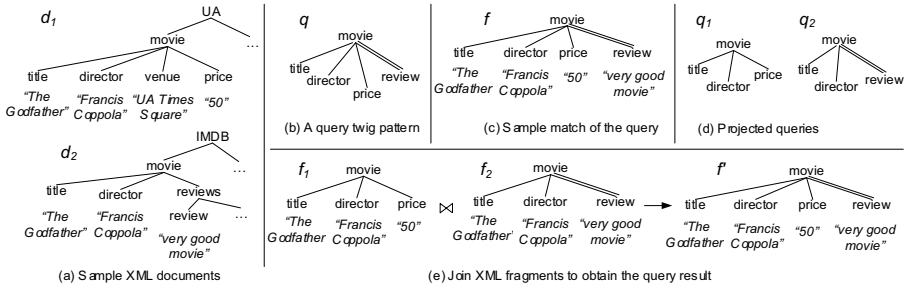 d1
UA
movie
...
title director venue price
"The Godfather" "Francis Coppola" "UA Times Square" "50"
d2
IMDB
movie
...
title director reviews
review ...
"The Godfather" "Francis Coppola" "very good movie"
(a) Sample XML documents
q
movie
title director price review
(b) A query twig pattern
f
movie
title director price review
"The Godfather "Francis Coppola" "50" "very good movie"
(c) Sample match of the query
q1
movie
title director price
q2
movie
title director review
(d) Projected queries
f1
movie
title director price
"The Godfather "Francis Coppola" "50"
⋈
f2
movie
title director review
"The Godfather' "Francis Coppola" "very good movie"
f'
movie
title director price review
"The Godfather" "Francis Coppola" "50" "very good movie"
(e) Join XML fragments to obtain the query result